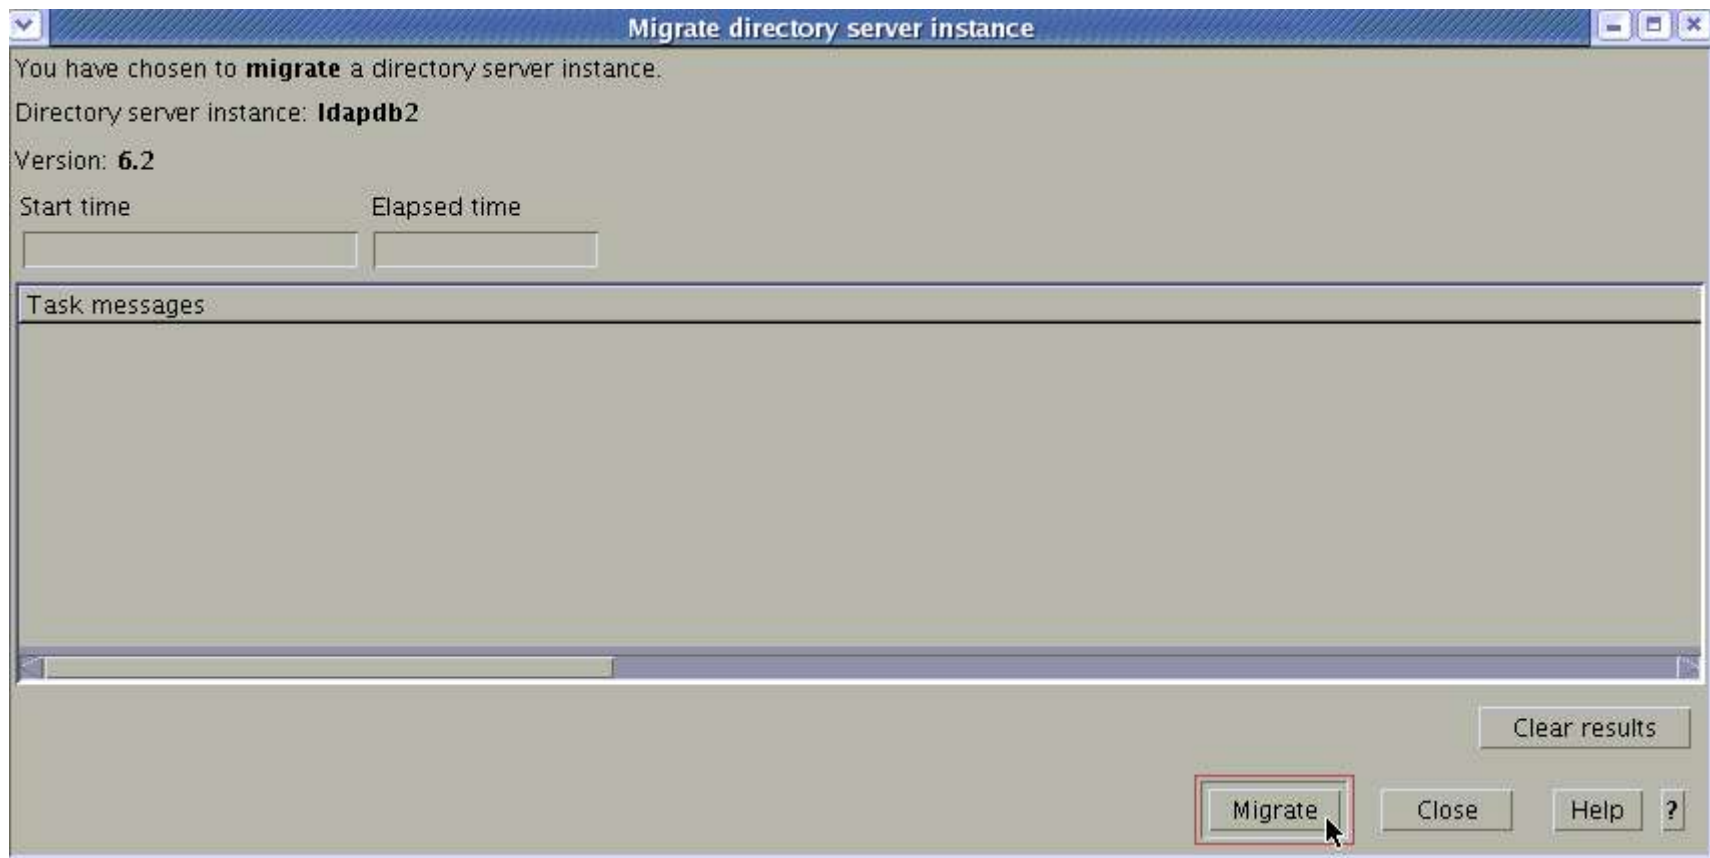 Migrate directory server instance
You have chosen to migrate a directory server instance.
Directory server instance: ldapdb2
Version: 6.2
Start time Elapsed time
Task messages
Clear results
Migrate Close Help ?